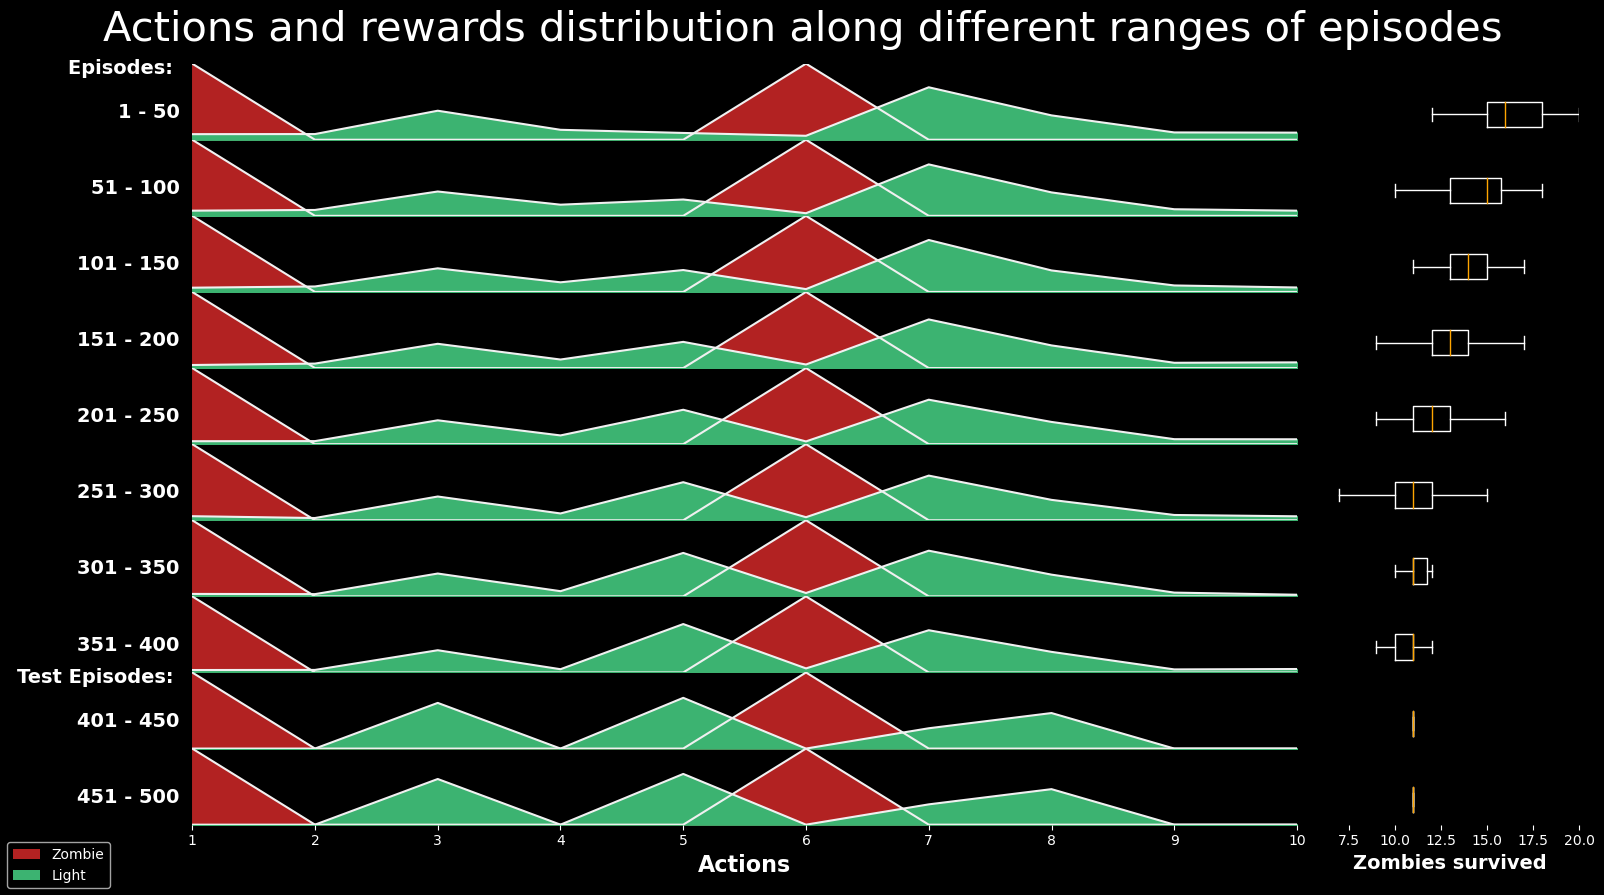 Actions and rewards distribution along different ranges of episodes
Episodes:
1 - 50
51 - 100
101 - 150
151 - 200
201 - 250
251 - 300
301 - 350
351 - 400
Test Episodes:
401 - 450
451 - 500
1 2 3 4 5 6 7 8 9 10
7.5 10.0 12.5 15.0 17.5 20.0
Actions
Zombies survived
Zombie
Light